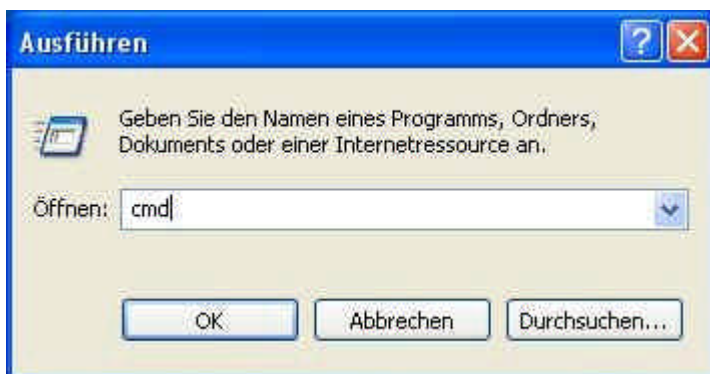 Ausführen
Geben Sie den Namen eines Programms, Ordners,
Dokuments oder einer Internetressource an.
Öffnen: cmd
OK Abbrechen Durchsuchen...